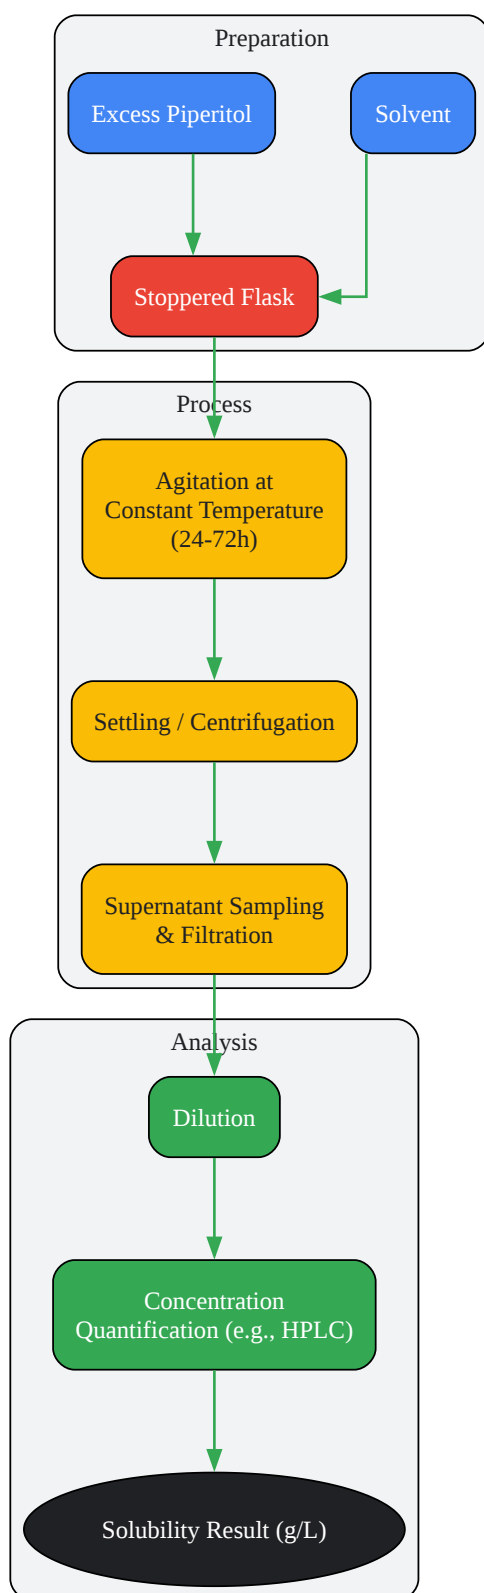 Preparation
Excess Piperitol
Solvent
Stoppered Flask
Process
Agitation at
Constant Temperature
(24-72h)
Settling / Centrifugation
Supernatant Sampling
& Filtration
Analysis
Dilution
Concentration
Quantification (e.g., HPLC)
Solubility Result (g/L)